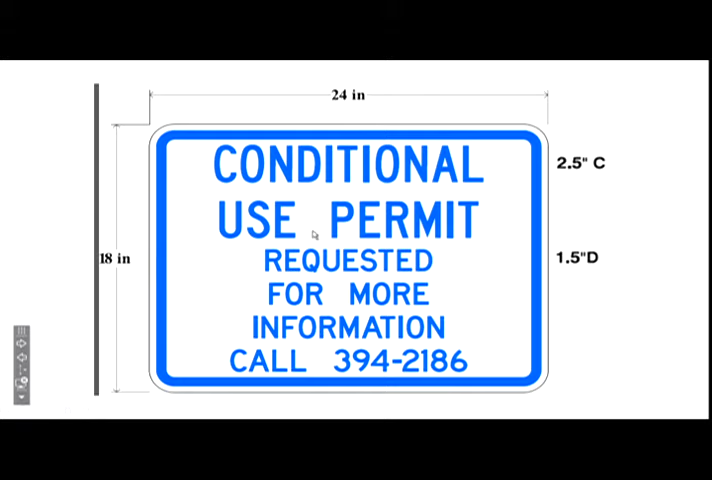 24 in
CONDITIONAL
2.5" C
USE PERMIT
18 in
REQUESTED
1.5"D
FOR MORE
INFORMATION
CALL 394-2186